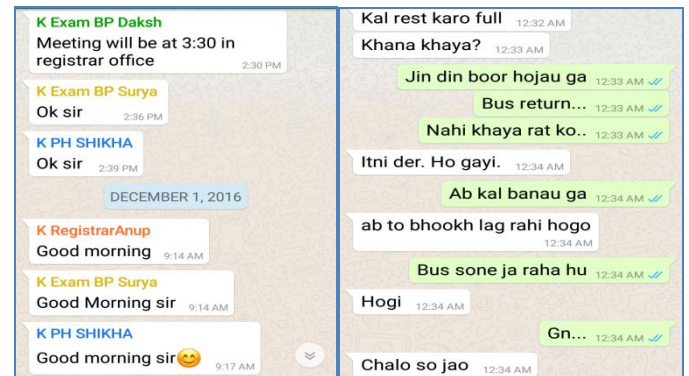 K Exam BP Daksh
Meeting will be at 3:30 in
registrar office 2:30 PM
K Exam BP Surya
Ok sir 2:36 PM
K PH SHIKHA
Ok sir 2:39 PM
DECEMBER 1, 2016
K RegistrarAnup
Good morning 9:14 AM
K Exam BP Surya
Good Morning sir 9:14 AM
K PH SHIKHA
Good morning sir😊 9:17 AM
Kal rest karo full 12:32 AM
Khana khaya? 12:33 AM
Jin din boor hojau ga 12:33 AM
Bus return... 12:33 AM
Nahi khaya rat ko.. 12:33 AM
Itni der. Ho gayi. 12:34 AM
Ab kal banau ga 12:34 AM
ab to bhookh lag rahi hogo
12:34 AM
Bus sone ja raha hu 12:34 AM
Hogi 12:34 AM
Gn... 12:34 AM
Chalo so jao 12:34 AM